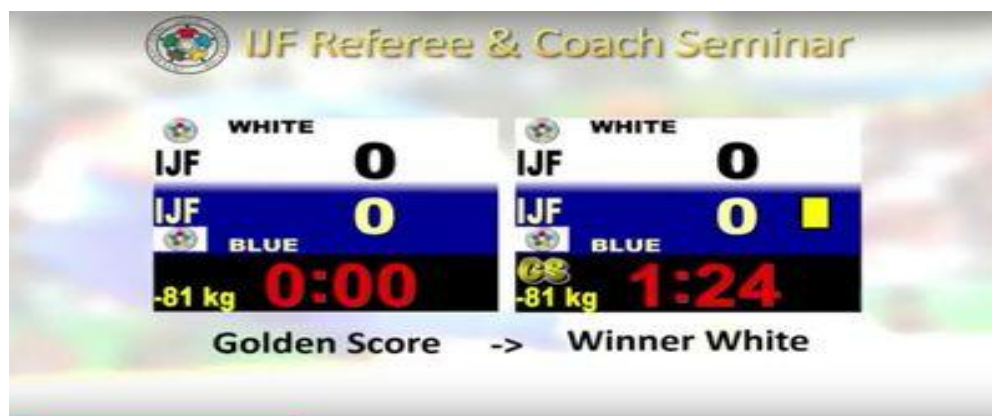 IJF Referee & Coach Seminar
WHITE
IJF 0
IJF 0
BLUE
-81 kg 0:00
WHITE
IJF 0
IJF 0
BLUE
GS
-81 kg 1:24
Golden Score -> Winner White